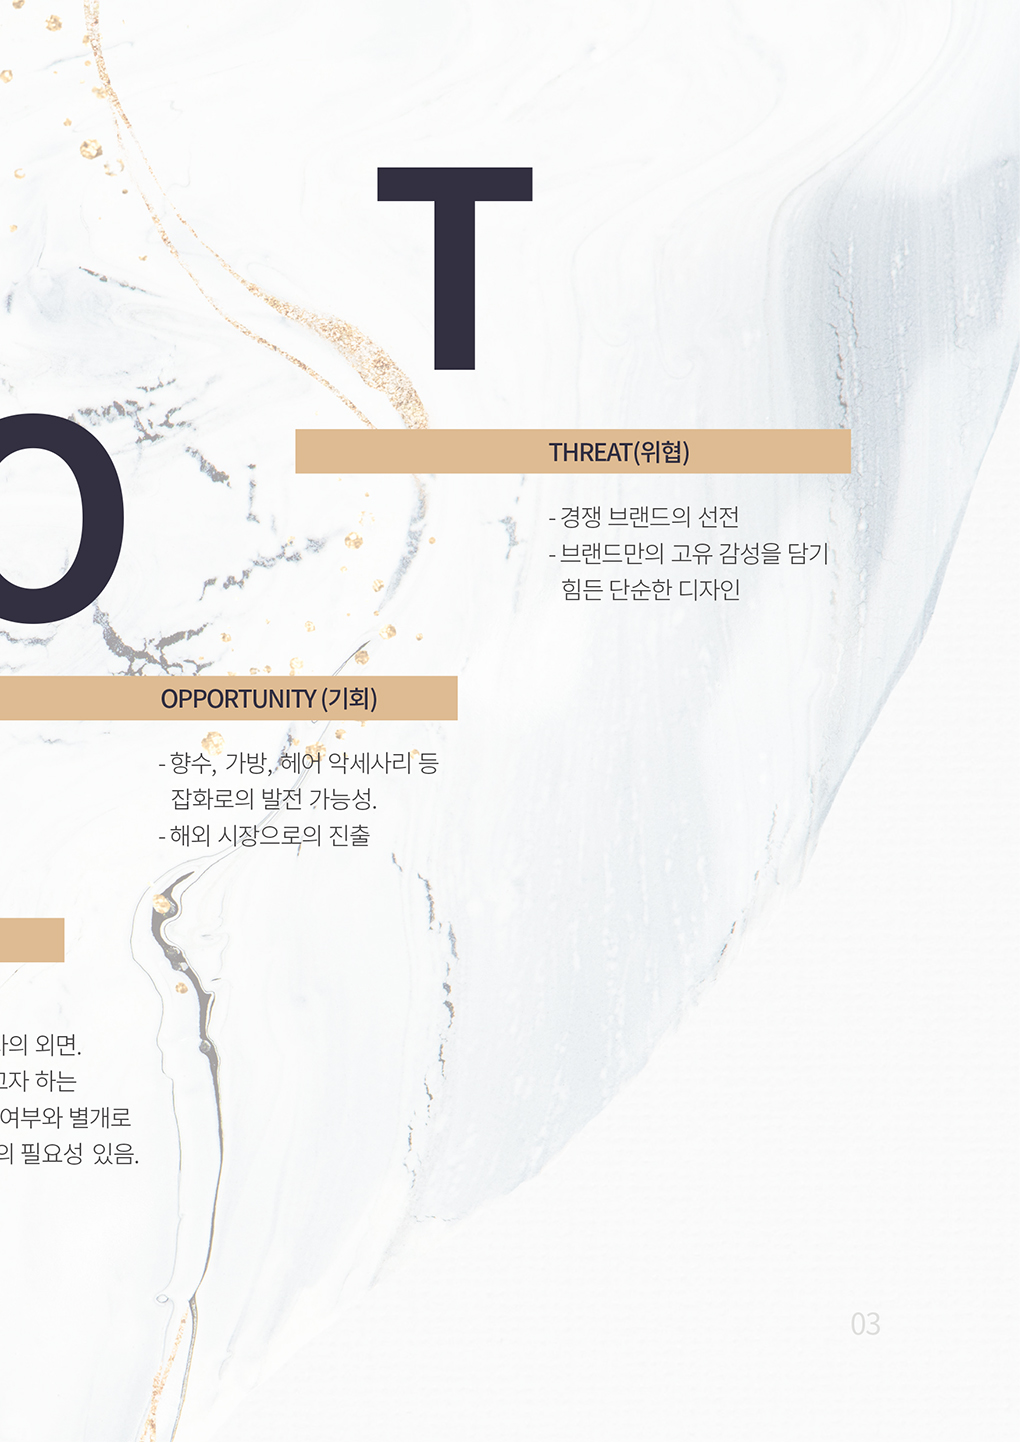 T
THREAT(위협)
- 경쟁 브랜드의 선전
- 브랜드만의 고유 감성을 담기
힘든 단순한 디자인
O
OPPORTUNITY (기회)
- 향수, 가방, 헤어 악세사리 등
잡화로의 발전 가능성.
- 해외 시장으로의 진출
의 외면.
하는
여부와 별개로
의 필요성 있음.
03